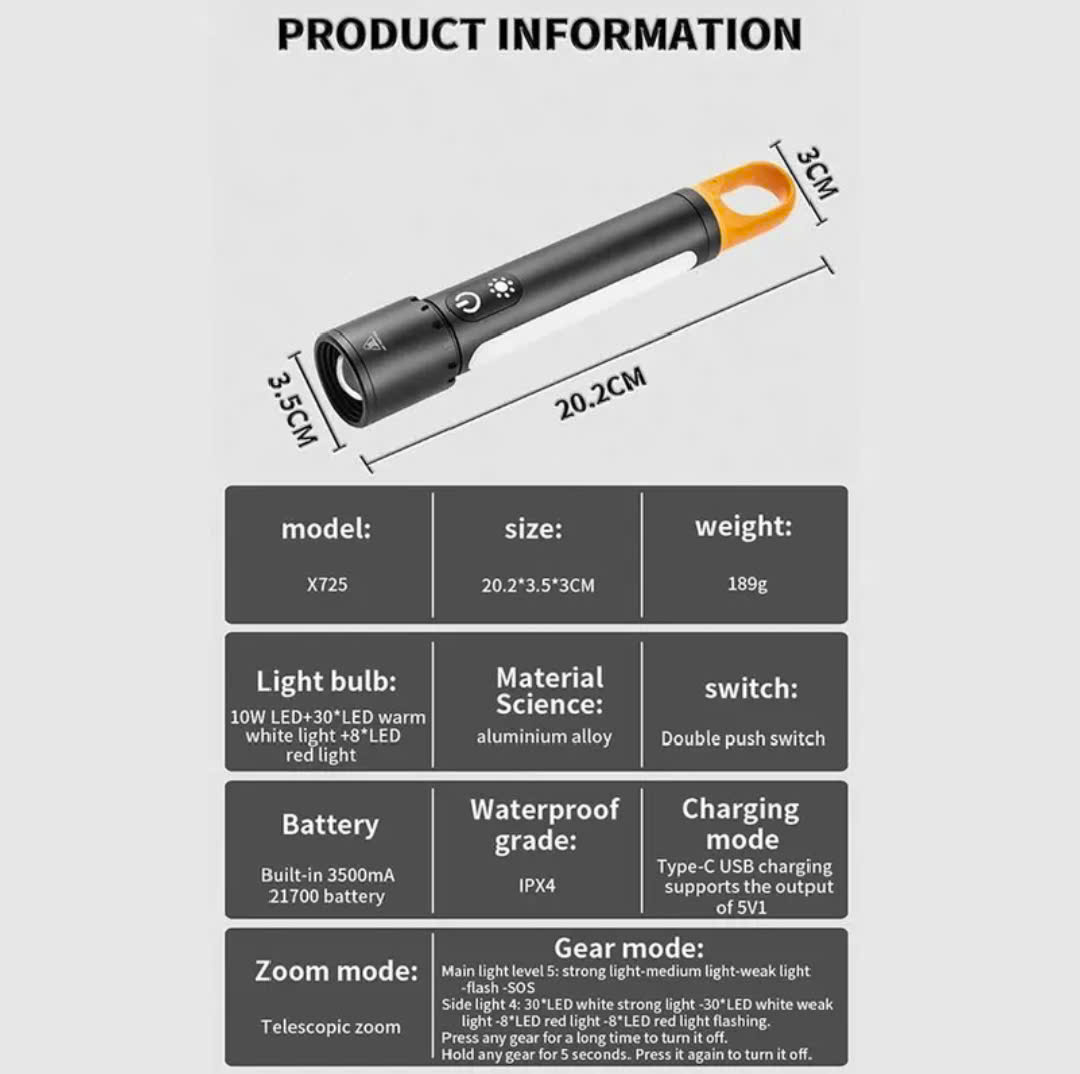 PRODUCT INFORMATION
3CM
3.5CM
20.2CM
model:
X725
size:
20.2*3.5*3CM
weight:
189g
Light bulb:
10W LED+30*LED warm
white light +8*LED
red light
Material
Science:
aluminium alloy
switch:
Double push switch
Battery
Built-in 3500mA
21700 battery
Waterproof
grade:
IPX4
Charging
mode
Type-C USB charging
supports the output
of 5V1
Zoom mode:
Telescopic zoom
Gear mode:
Main light level 5: strong light-medium light-weak light
-flash -SOS
Side light 4: 30*LED white strong light -30*LED white weak
light -8*LED red light -8*LED red light flashing.
Press any gear for a long time to turn it off.
Hold any gear for 5 seconds. Press it again to turn it off.